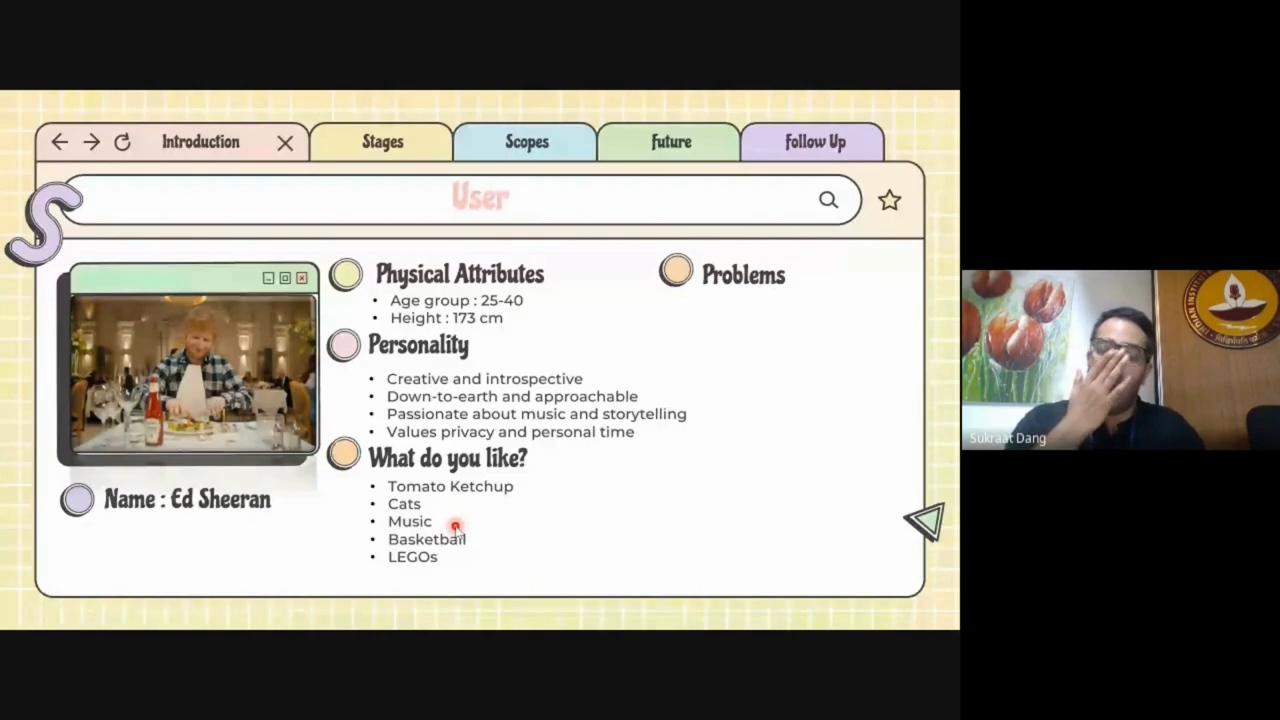 Introduction
Stages
Scopes
Future
Follow Up
S
User
Physical Attributes
• Age group : 25-40
• Height : 173 cm
Personality
• Creative and introspective
• Down-to-earth and approachable
• Passionate about music and storytelling
• Values privacy and personal time
What do you like?
• Tomato Ketchup
• Cats
• Music
• Basketball
• LEGOs
Problems
Name : Ed Sheeran
Sukraat Dang